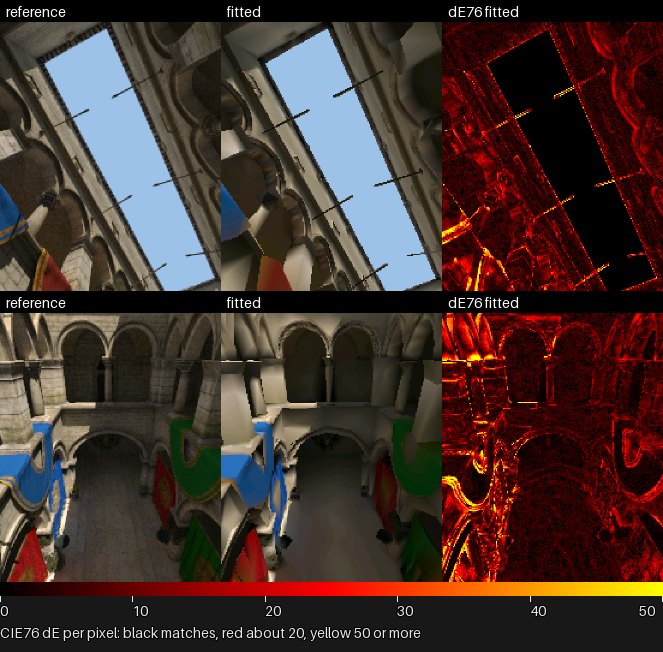 reference fitted dE76 fitted
reference fitted dE76 fitted
0 10 20 30 40 50
CIE76 dE per pixel: black matches, red about 20, yellow 50 or more